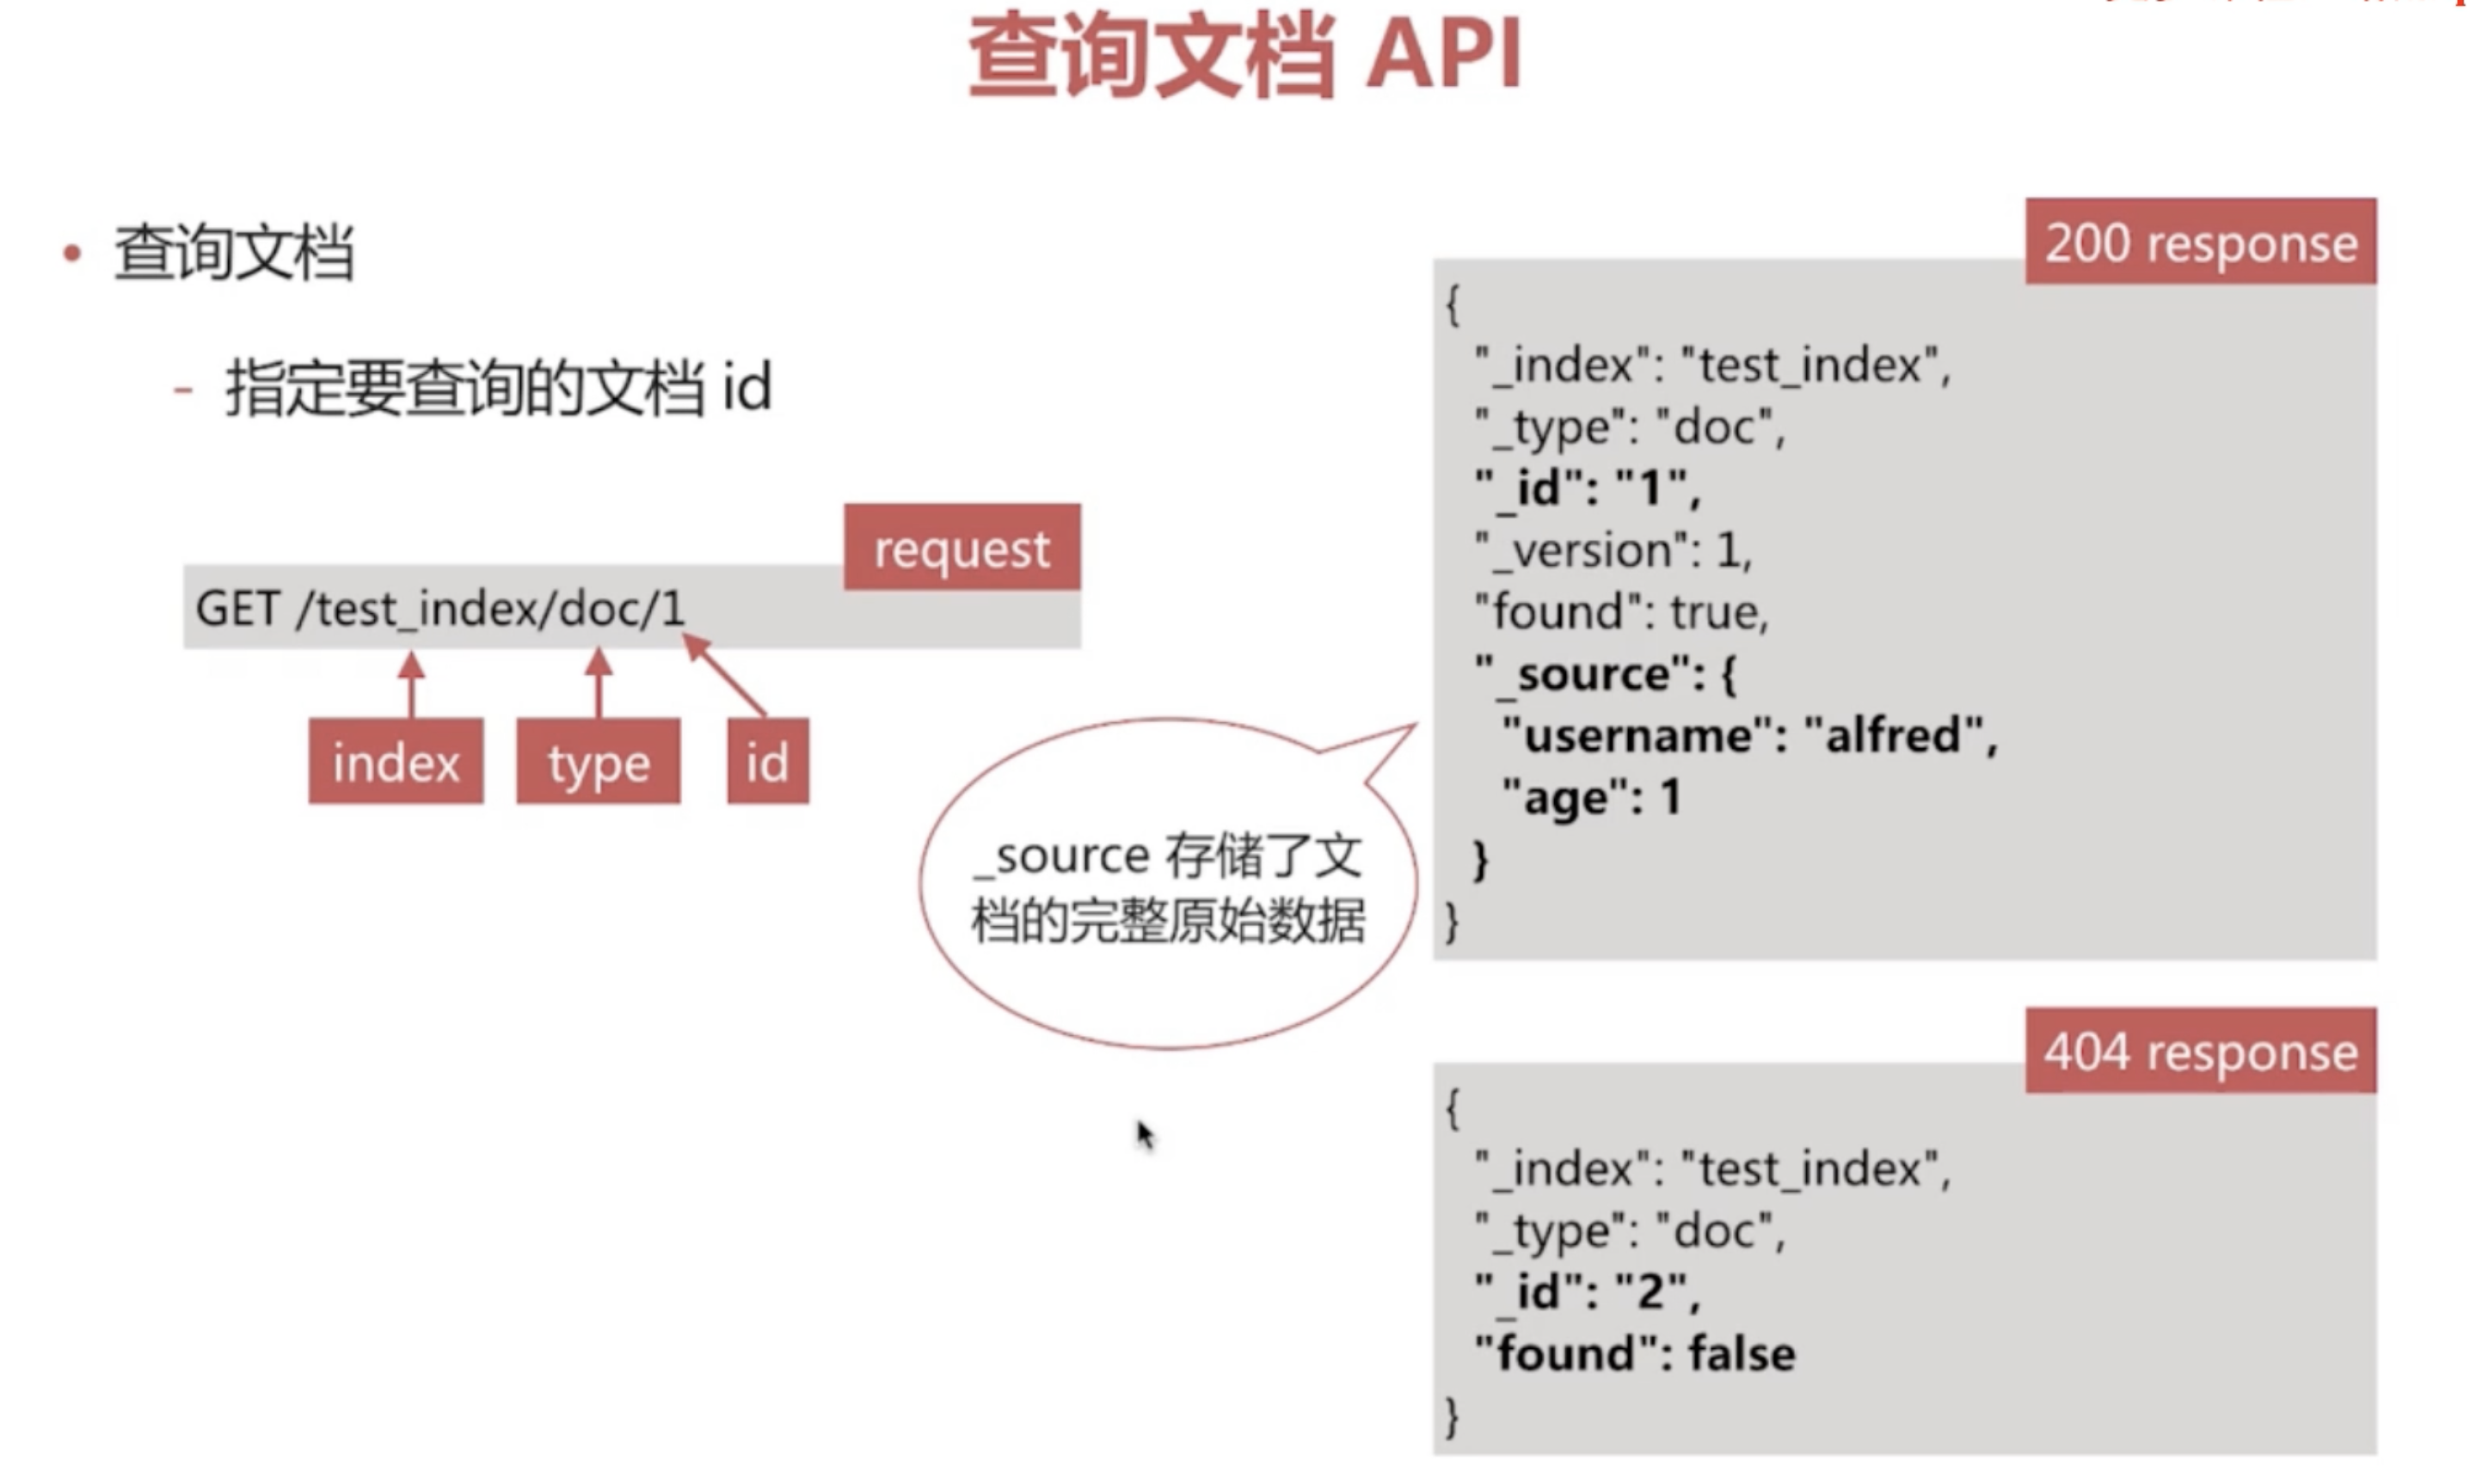 查询文档 API
• 查询文档
- 指定要查询的文档 id
request
GET /test_index/doc/1
index
type
id
_source 存储了文
档的完整原始数据
200 response
{
"_index": "test_index",
"_type": "doc",
"_id": "1",
"_version": 1,
"found": true,
"_source": {
"username": "alfred",
"age": 1
}
}
404 response
{
"_index": "test_index",
"_type": "doc",
"_id": "2",
"found": false
}